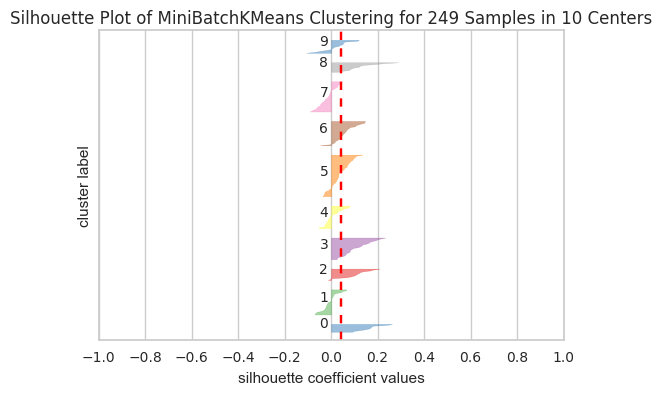 Silhouette Plot of MiniBatchKMeans Clustering for 249 Samples in 10 Centers
9
8
7
6
5
4
3
2
1
0
cluster label
−1.0 −0.8 −0.6 −0.4 −0.2 0.0 0.2 0.4 0.6 0.8 1.0
silhouette coefficient values